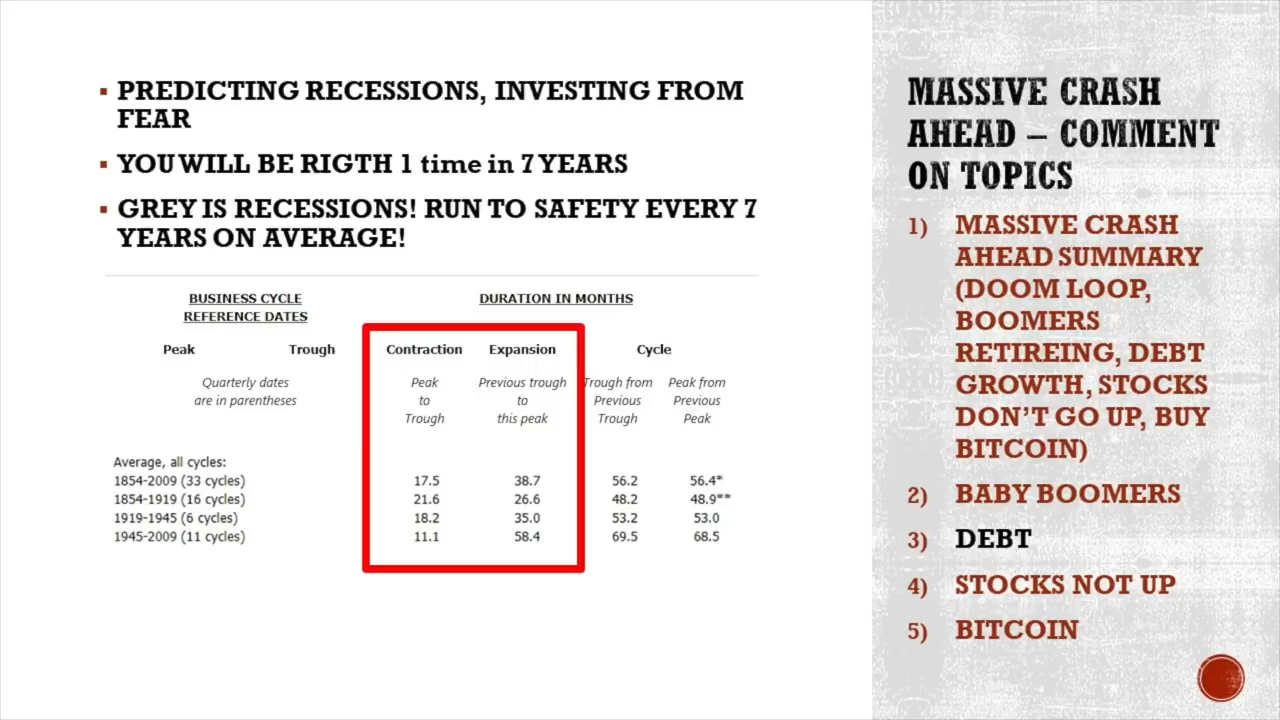 PREDICTING RECESSIONS, INVESTING FROM
FEAR
YOU WILL BE RIGTH 1 time in 7 YEARS
GREY IS RECESSIONS! RUN TO SAFETY EVERY 7
YEARS ON AVERAGE!
BUSINESS CYCLE
REFERENCE DATES
DURATION IN MONTHS
Peak Trough Contraction Expansion Cycle
Quarterly dates
are in parentheses
Peak
to
Trough
Previous trough
to
this peak
Trough from
Previous
Trough
Peak from
Previous
Peak
Average, all cycles:
1854-2009 (33 cycles) 17.5 38.7 56.2 56.4*
1854-1919 (16 cycles) 21.6 26.6 48.2 48.9**
1919-1945 (6 cycles) 18.2 35.0 53.2 53.0
1945-2009 (11 cycles) 11.1 58.4 69.5 68.5
MASSIVE CRASH
AHEAD – COMMENT
ON TOPICS
1) MASSIVE CRASH
AHEAD SUMMARY
(DOOM LOOP,
BOOMERS
RETIREING, DEBT
GROWTH, STOCKS
DON'T GO UP, BUY
BITCOIN)
2) BABY BOOMERS
3) DEBT
4) STOCKS NOT UP
5) BITCOIN